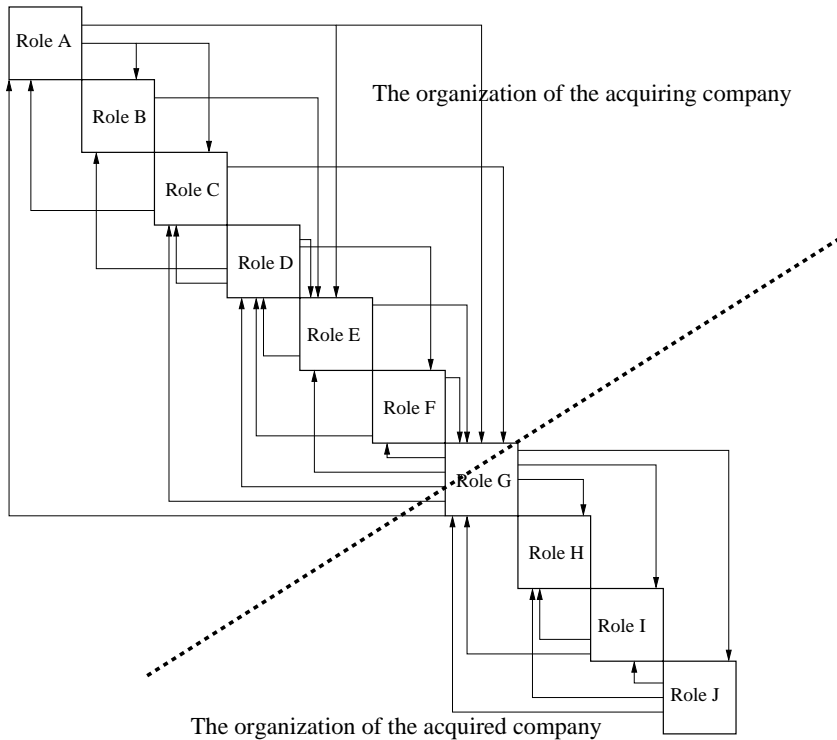 Role A
The organization of the acquiring company
Role B
Role C
Role D
Role E
Role F
Role G
Role H
Role I
Role J
The organization of the acquired company